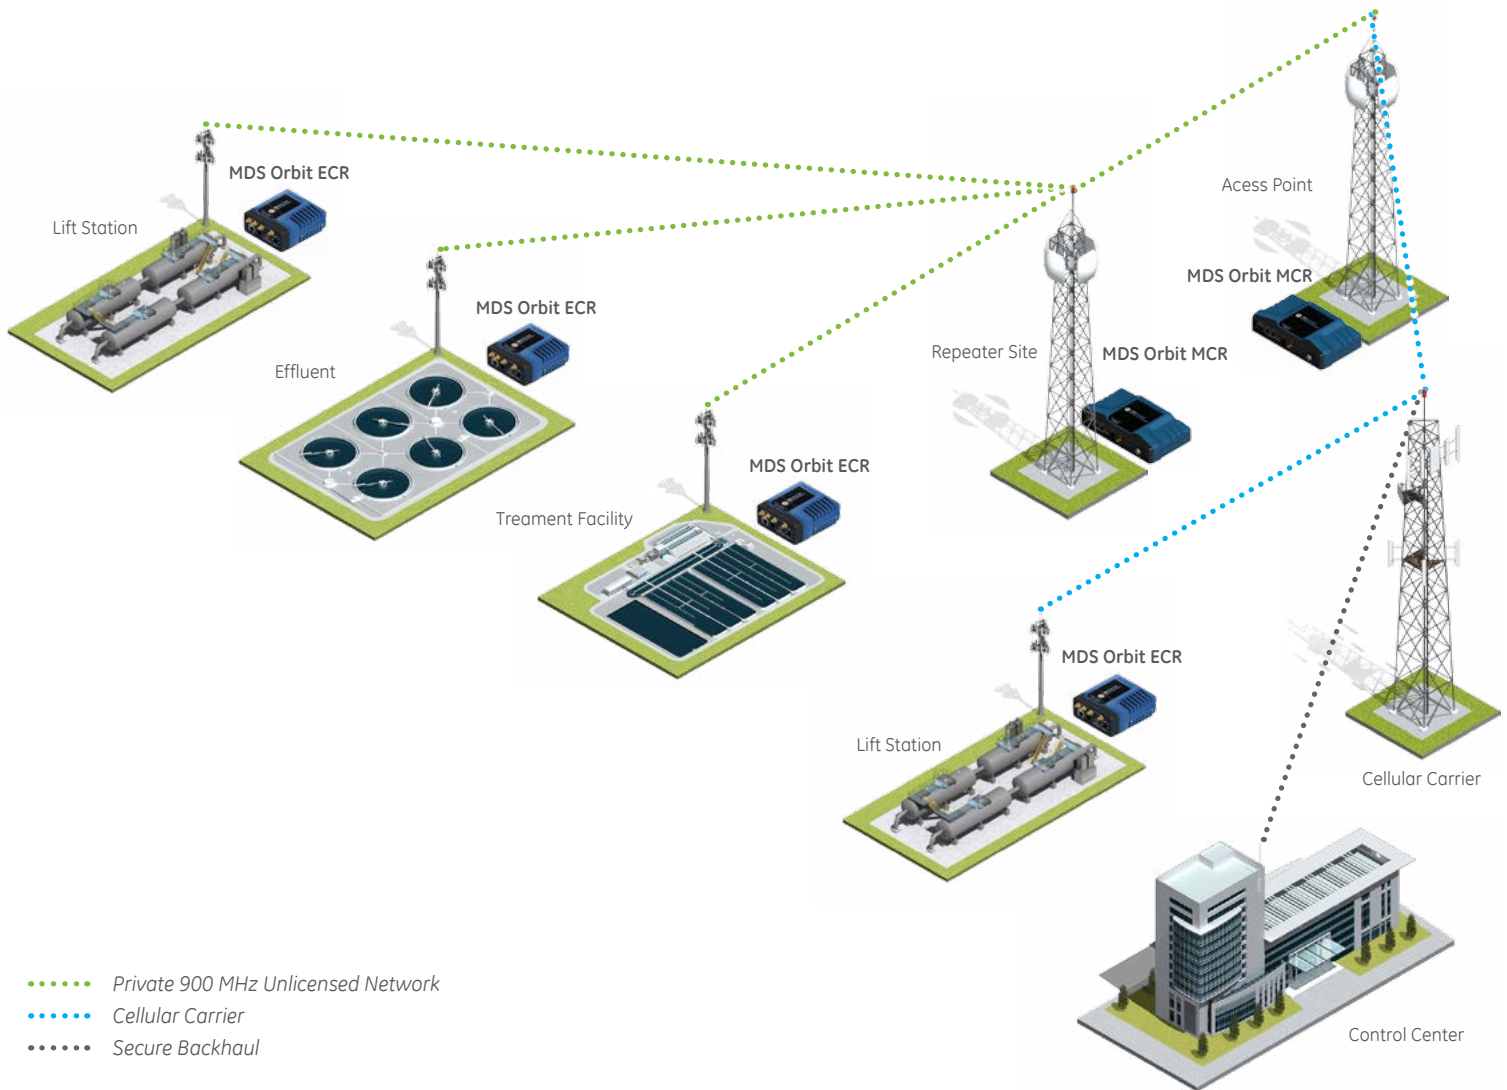 MDS Orbit ECR
Lift Station
Acess Point
MDS Orbit MCR
MDS Orbit ECR
Effluent
Repeater Site
MDS Orbit MCR
MDS Orbit ECR
Treament Facility
MDS Orbit ECR
Lift Station
Cellular Carrier
Private 900 MHz Unlicensed Network
Cellular Carrier
Secure Backhaul
Control Center